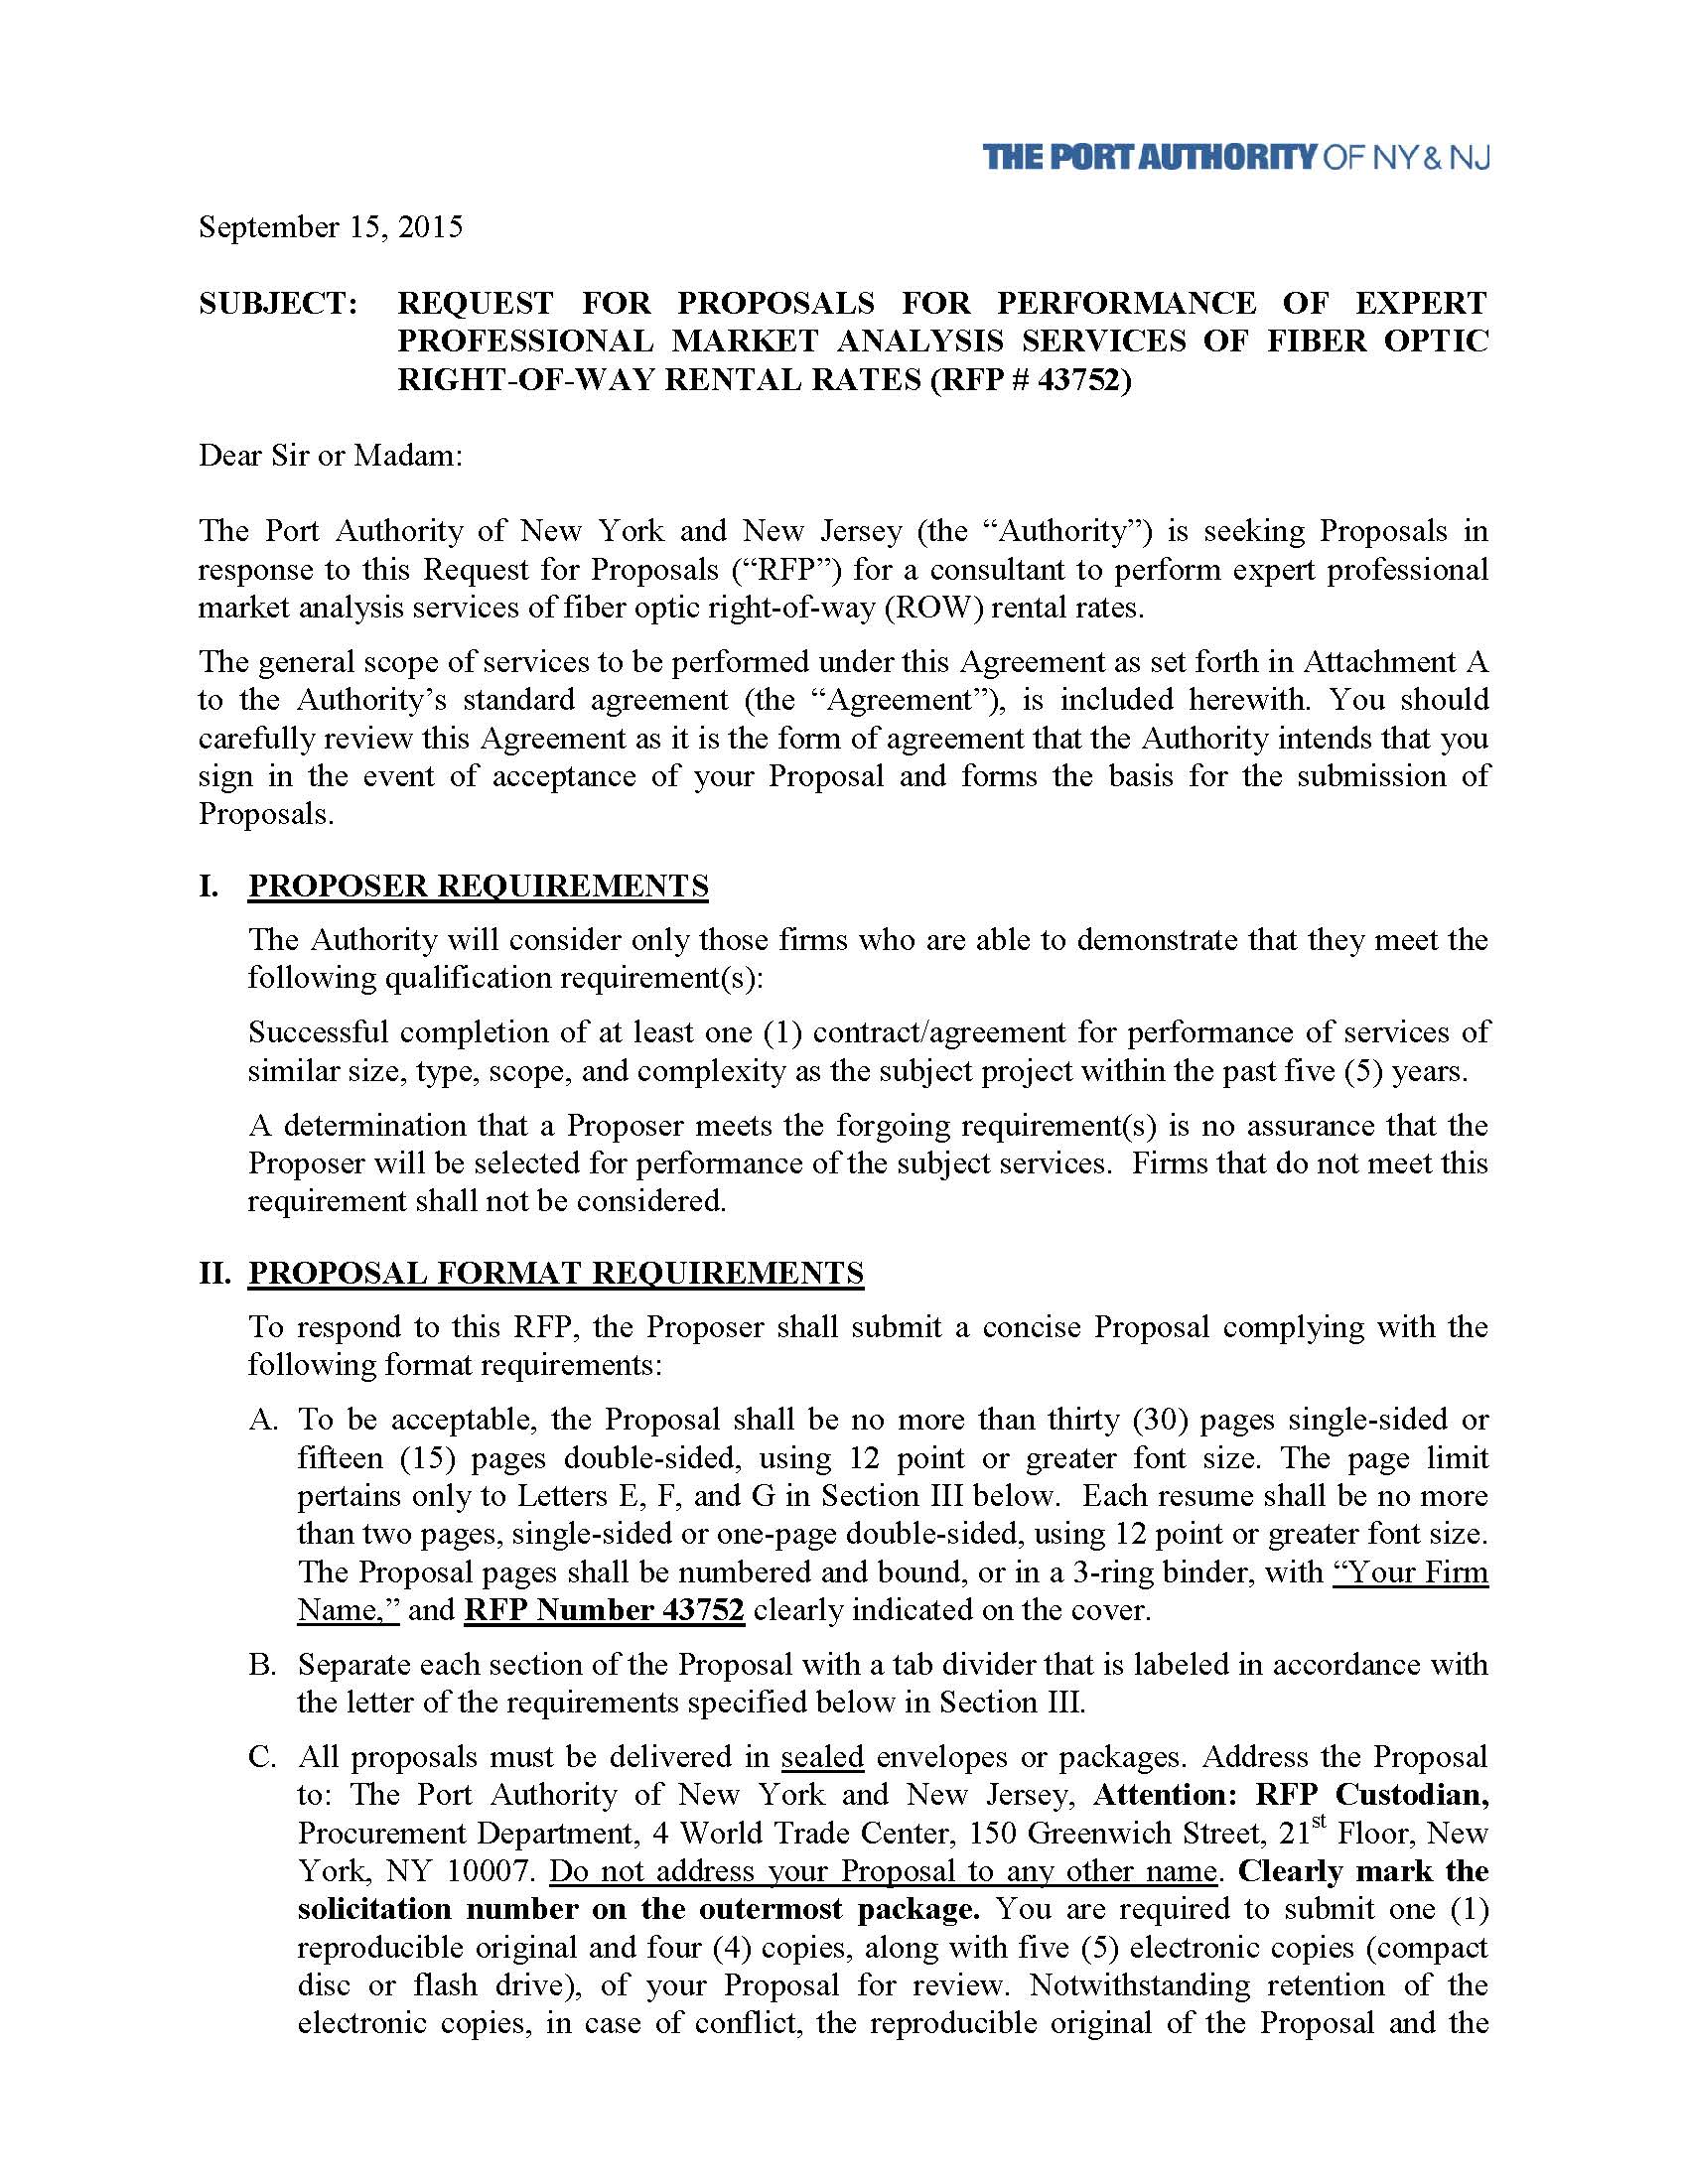 THE PORT AUTHORITY OF NY & NJ
September 15, 2015
SUBJECT: REQUEST FOR PROPOSALS FOR PERFORMANCE OF EXPERT
PROFESSIONAL MARKET ANALYSIS SERVICES OF FIBER OPTIC
RIGHT-OF-WAY RENTAL RATES (RFP # 43752)
Dear Sir or Madam:
The Port Authority of New York and New Jersey (the “Authority”) is seeking Proposals in
response to this Request for Proposals (“RFP”) for a consultant to perform expert professional
market analysis services of fiber optic right-of-way (ROW) rental rates.
The general scope of services to be performed under this Agreement as set forth in Attachment A
to the Authority’s standard agreement (the “Agreement”), is included herewith. You should
carefully review this Agreement as it is the form of agreement that the Authority intends that you
sign in the event of acceptance of your Proposal and forms the basis for the submission of
Proposals.
I. PROPOSER REQUIREMENTS
The Authority will consider only those firms who are able to demonstrate that they meet the
following qualification requirement(s):
Successful completion of at least one (1) contract/agreement for performance of services of
similar size, type, scope, and complexity as the subject project within the past five (5) years.
A determination that a Proposer meets the forgoing requirement(s) is no assurance that the
Proposer will be selected for performance of the subject services. Firms that do not meet this
requirement shall not be considered.
II. PROPOSAL FORMAT REQUIREMENTS
To respond to this RFP, the Proposer shall submit a concise Proposal complying with the
following format requirements:
A. To be acceptable, the Proposal shall be no more than thirty (30) pages single-sided or
fifteen (15) pages double-sided, using 12 point or greater font size. The page limit
pertains only to Letters E, F, and G in Section III below. Each resume shall be no more
than two pages, single-sided or one-page double-sided, using 12 point or greater font size.
The Proposal pages shall be numbered and bound, or in a 3-ring binder, with “Your Firm
Name,” and RFP Number 43752 clearly indicated on the cover.
B. Separate each section of the Proposal with a tab divider that is labeled in accordance with
the letter of the requirements specified below in Section III.
C. All proposals must be delivered in sealed envelopes or packages. Address the Proposal
to: The Port Authority of New York and New Jersey, Attention: RFP Custodian,
Procurement Department, 4 World Trade Center, 150 Greenwich Street, 21st Floor, New
York, NY 10007. Do not address your Proposal to any other name. Clearly mark the
solicitation number on the outermost package. You are required to submit one (1)
reproducible original and four (4) copies, along with five (5) electronic copies (compact
disc or flash drive), of your Proposal for review. Notwithstanding retention of the
electronic copies, in case of conflict, the reproducible original of the Proposal and the